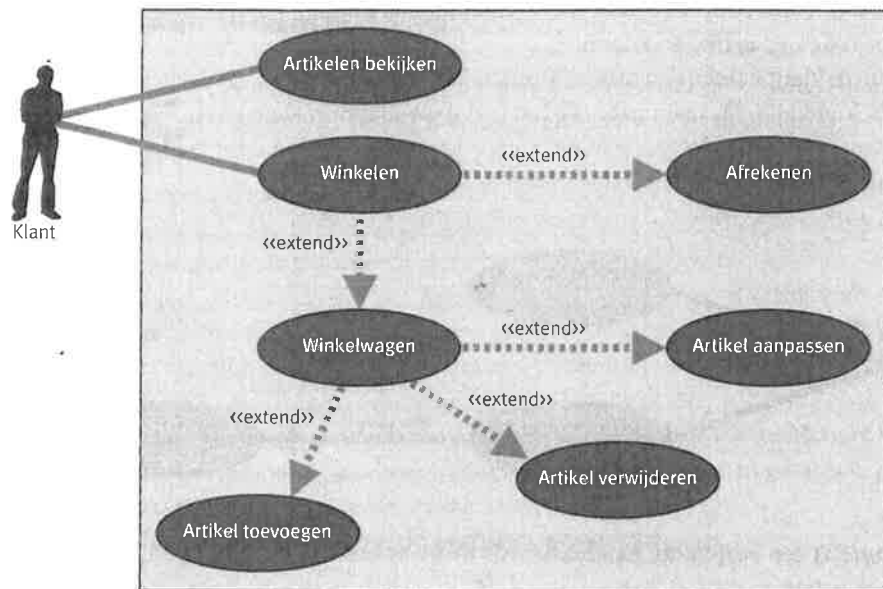 Artikelen bekijken
Winkelen
‹‹extend››
Afrekenen
Klant
‹‹extend››
Winkelwagen
‹‹extend››
Artikel aanpassen
‹‹extend››
‹‹extend››
Artikel verwijderen
Artikel toevoegen